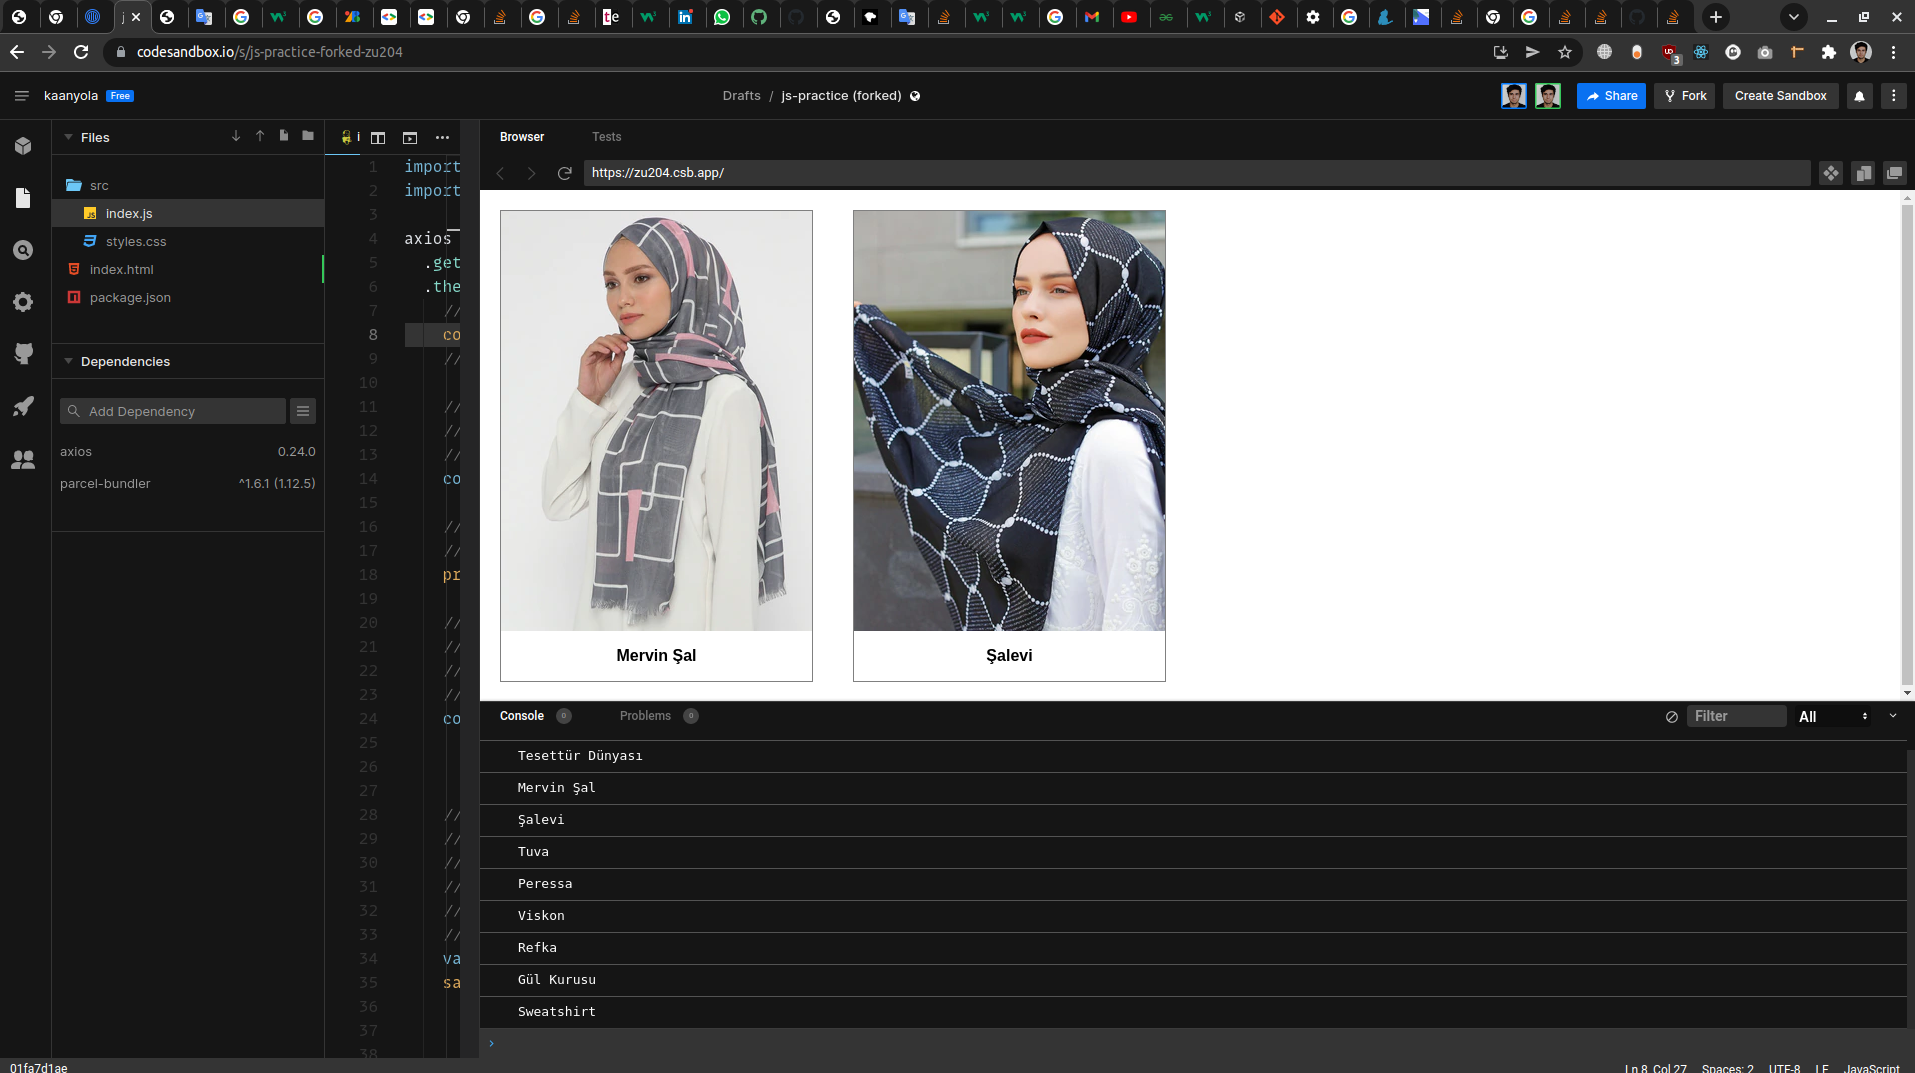 codesandbox.io/s/js-practice-forked-zu204
3
kaanyola Free
Drafts / js-practice (forked)
Share
Fork
Create Sandbox
Files
src
index.js
styles.css
index.html
package.json
Dependencies
Add Dependency
axios 0.24.0
parcel-bundler ^1.6.1 (1.12.5)
i
1 import
2 import
3
4 axios
5 .get
6 .the
7 //
8 co
9 //
10
11 //
12 //
13 //
14 co
15
16 //
17 //
18 pr
19
20 //
21 //
22 //
23 //
24 co
25
26
27
28 //
29 //
30 //
31 //
32 //
33 //
34 va
35 sa
36
37
38
Browser Tests
https://zu204.csb.app/
Mervin Şal
Şalevi
Console 0 Problems 0
Filter
All
Tesettür Dünyası
Mervin Şal
Şalevi
Tuva
Peressa
Viskon
Refka
Gül Kurusu
Sweatshirt
›
01fa7d1ae
Ln 8, Col 27 Spaces: 2 UTF-8 LF JavaScript